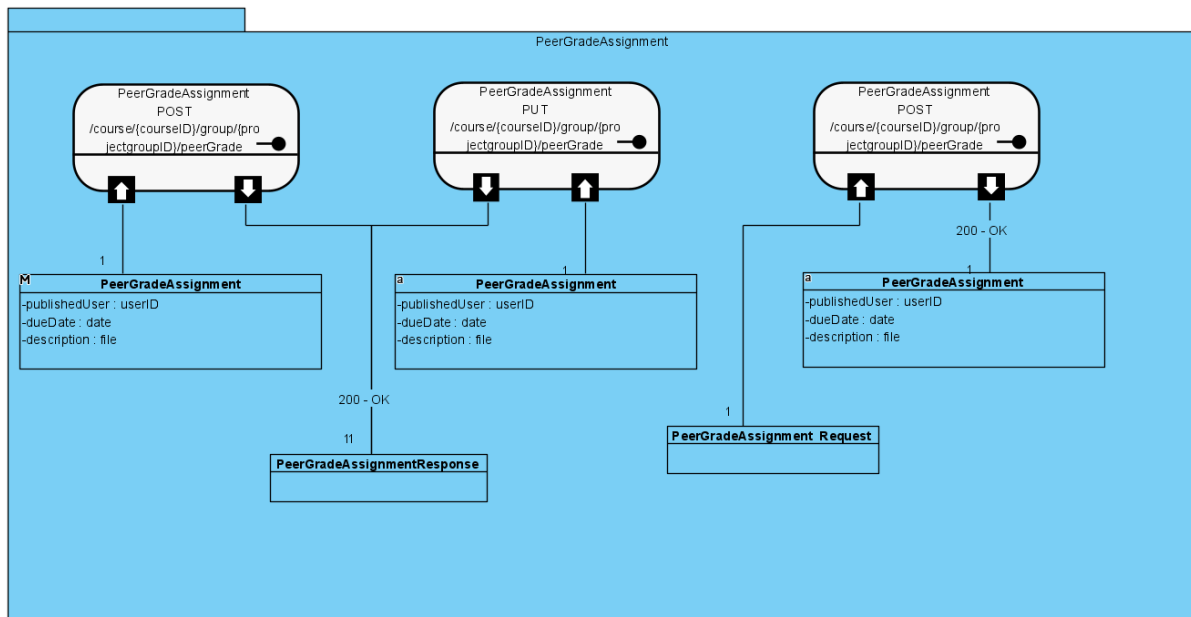 PeerGradeAssignment
PeerGradeAssignment
POST
/course/{courseID}/group/{pro
jectgroupID}/peerGrade
PeerGradeAssignment
PUT
/course/{courseID}/group/{pro
jectgroupID}/peerGrade
PeerGradeAssignment
POST
/course/{courseID}/group/{pro
jectgroupID}/peerGrade
200 - OK
1
1
1
M
PeerGradeAssignment
-publishedUser : userID
-dueDate : date
-description : file
a
PeerGradeAssignment
-publishedUser : userID
-dueDate : date
-description : file
a
PeerGradeAssignment
-publishedUser : userID
-dueDate : date
-description : file
200 - OK
11
PeerGradeAssignmentResponse
1
PeerGradeAssignment Request